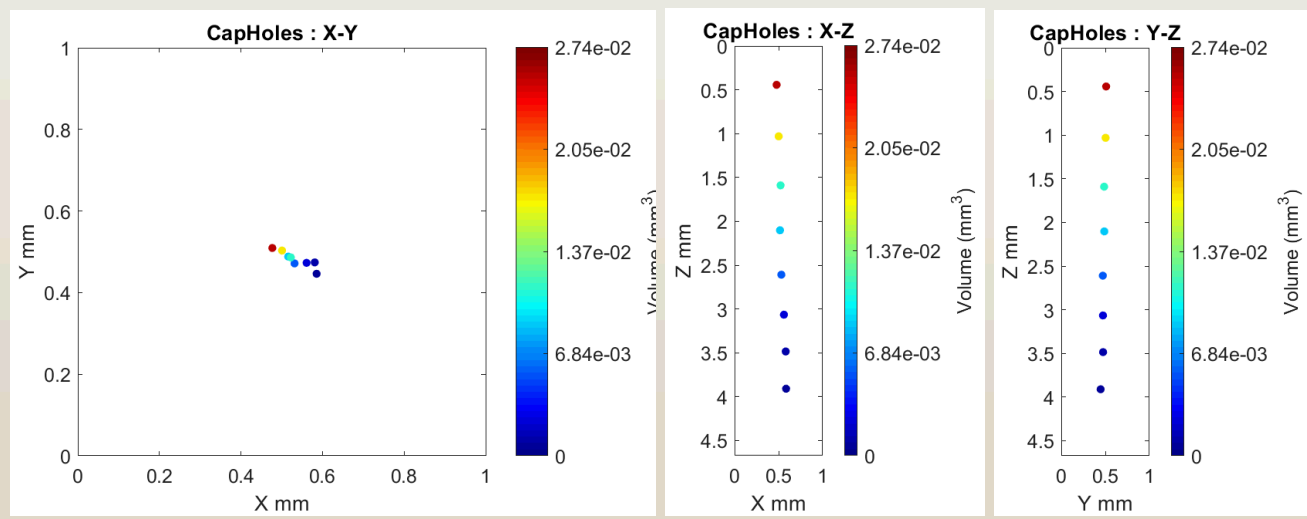 CapHoles : X-Y
1
0.8
0.6
0.4
0.2
0
Y mm
0 0.2 0.4 0.6 0.8 1
X mm
2.74e-02
2.05e-02
1.37e-02
6.84e-03
0
Volume (mm³)
CapHoles : X-Z
0
0.5
1
1.5
2
2.5
3
3.5
4
4.5
Z mm
0 0.5 1
X mm
2.74e-02
2.05e-02
1.37e-02
6.84e-03
0
Volume (mm³)
CapHoles : Y-Z
0
0.5
1
1.5
2
2.5
3
3.5
4
4.5
Z mm
0 0.5 1
Y mm
2.74e-02
2.05e-02
1.37e-02
6.84e-03
0
Volume (mm³)